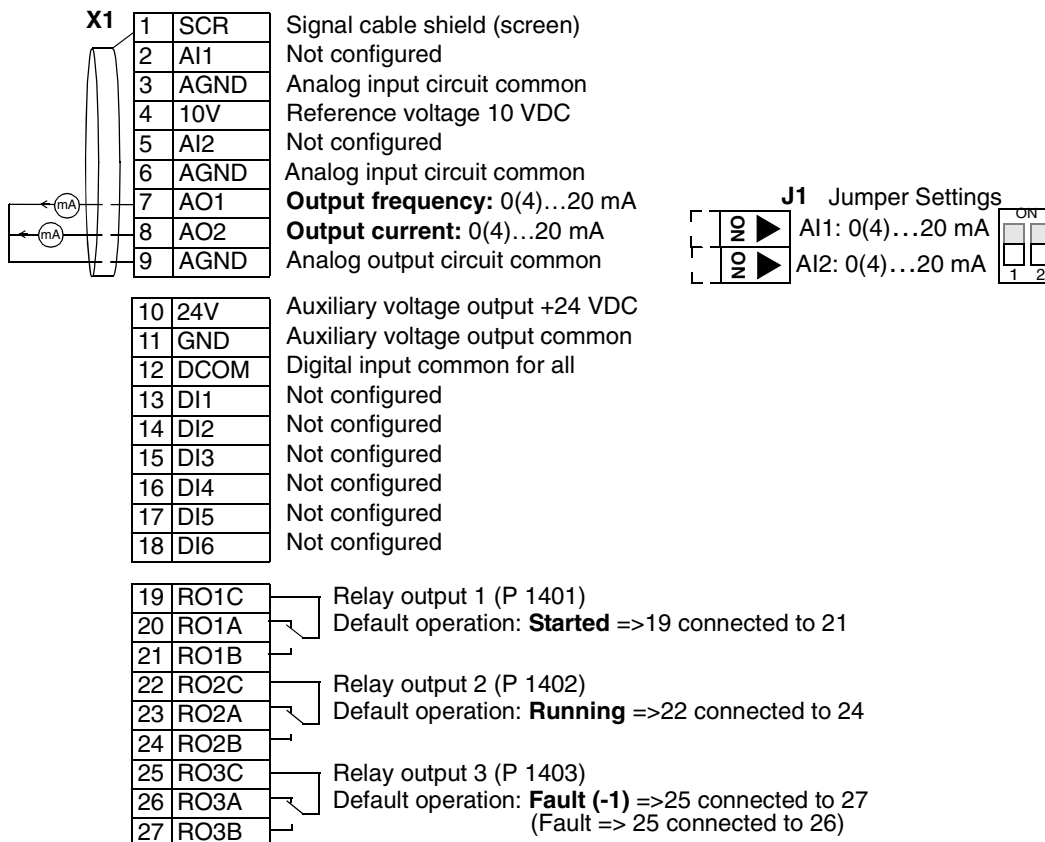 X1
1 SCR Signal cable shield (screen)
2 AI1 Not configured
3 AGND Analog input circuit common
4 10V Reference voltage 10 VDC
5 AI2 Not configured
6 AGND Analog input circuit common
mA 7 AO1 Output frequency: 0(4)…20 mA
mA 8 AO2 Output current: 0(4)…20 mA
9 AGND Analog output circuit common
J1 Jumper Settings
ON AI1: 0(4)…20 mA ON
ON AI2: 0(4)…20 mA 1 2
10 24V Auxiliary voltage output +24 VDC
11 GND Auxiliary voltage output common
12 DCOM Digital input common for all
13 DI1 Not configured
14 DI2 Not configured
15 DI3 Not configured
16 DI4 Not configured
17 DI5 Not configured
18 DI6 Not configured
19 RO1C Relay output 1 (P 1401)
20 RO1A Default operation: Started =>19 connected to 21
21 RO1B
22 RO2C Relay output 2 (P 1402)
23 RO2A Default operation: Running =>22 connected to 24
24 RO2B
25 RO3C Relay output 3 (P 1403)
26 RO3A Default operation: Fault (-1) =>25 connected to 27
27 RO3B (Fault => 25 connected to 26)